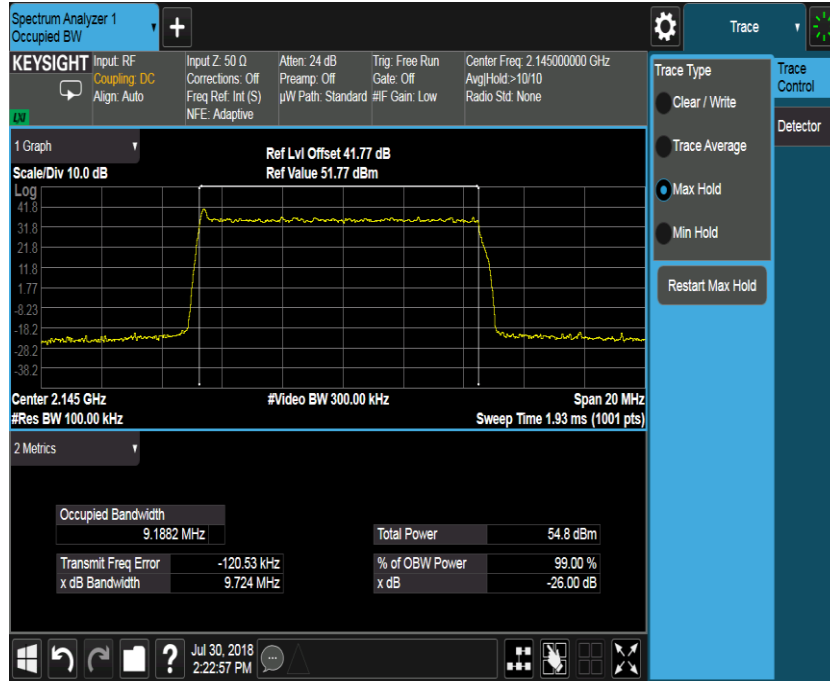 Spectrum Analyzer 1
Occupied BW
+
Trace
KEYSIGHT
Input: RF
Coupling: DC
Align: Auto
Input Z: 50 Ω
Corrections: Off
Freq Ref: Int (S)
NFE: Adaptive
Atten: 24 dB
Preamp: Off
µW Path: Standard
Trig: Free Run
Gate: Off
#IF Gain: Low
Center Freq: 2.145000000 GHz
Avg|Hold:>10/10
Radio Std: None
LXI
Trace Type
Clear / Write
Trace Average
Max Hold
Min Hold
Restart Max Hold
Trace
Control
Detector
1 Graph
Scale/Div 10.0 dB
Ref Lvl Offset 41.77 dB
Ref Value 51.77 dBm
Log
41.8
31.8
21.8
11.8
1.77
-8.23
-18.2
-28.2
-38.2
Center 2.145 GHz
#Video BW 300.00 kHz
Span 20 MHz
#Res BW 100.00 kHz
Sweep Time 1.93 ms (1001 pts)
2 Metrics
Occupied Bandwidth
9.1882 MHz
Total Power 54.8 dBm
Transmit Freq Error -120.53 kHz
% of OBW Power 99.00 %
x dB Bandwidth 9.724 MHz
x dB -26.00 dB
?
Jul 30, 2018
2:22:57 PM